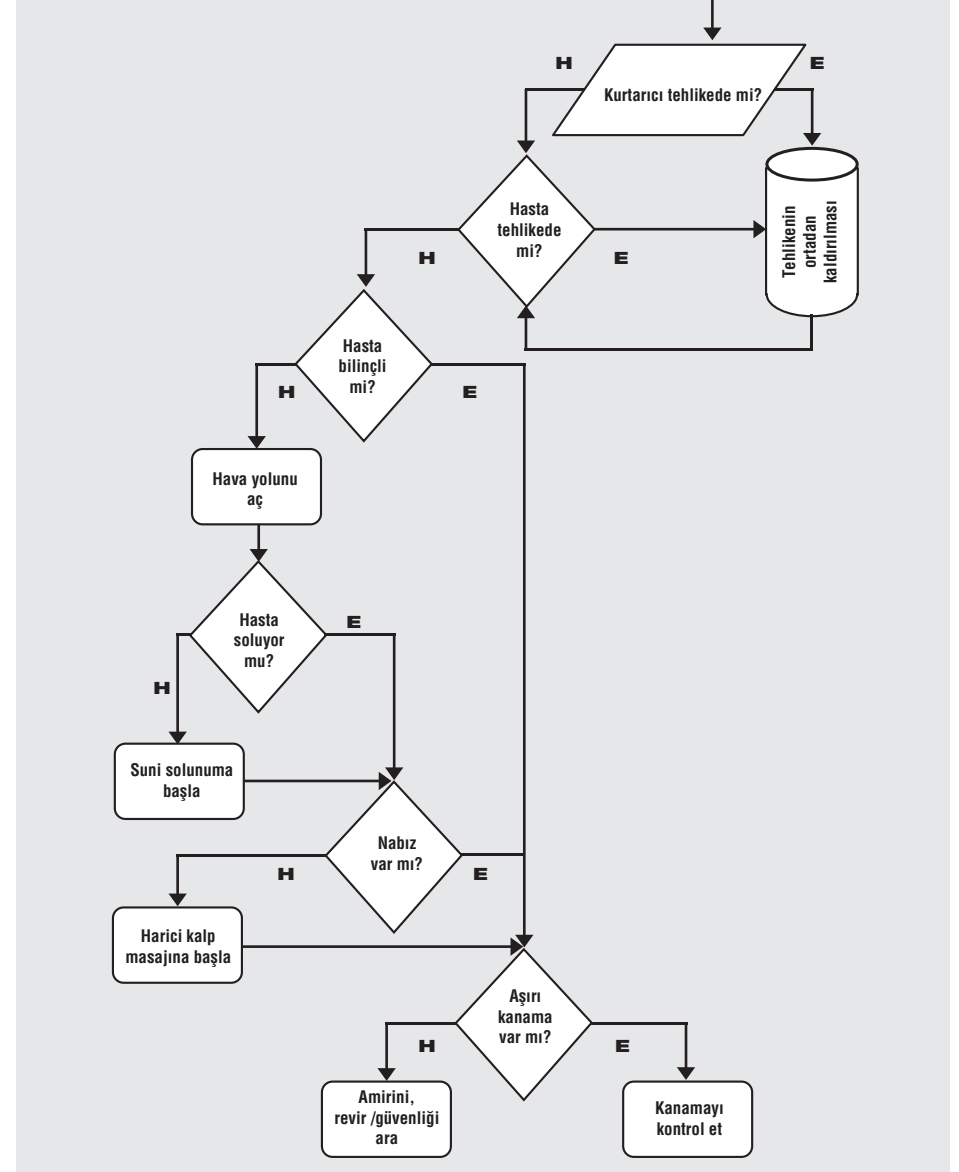 H
E
Kurtarıcı tehlikede mi?
Hasta
tehlikede
mi?
H
E
Tehlikenin
ortadan
kaldırılması
Hasta
bilinçli
mi?
H
E
Hava yolunu
aç
Hasta
soluyor
mu?
E
H
Suni solunuma
başla
Nabız
var mı?
H
E
Harici kalp
masajına başla
Aşırı
kanama
var mı?
H
E
Amirini,
revir /güvenliği
ara
Kanamayı
kontrol et